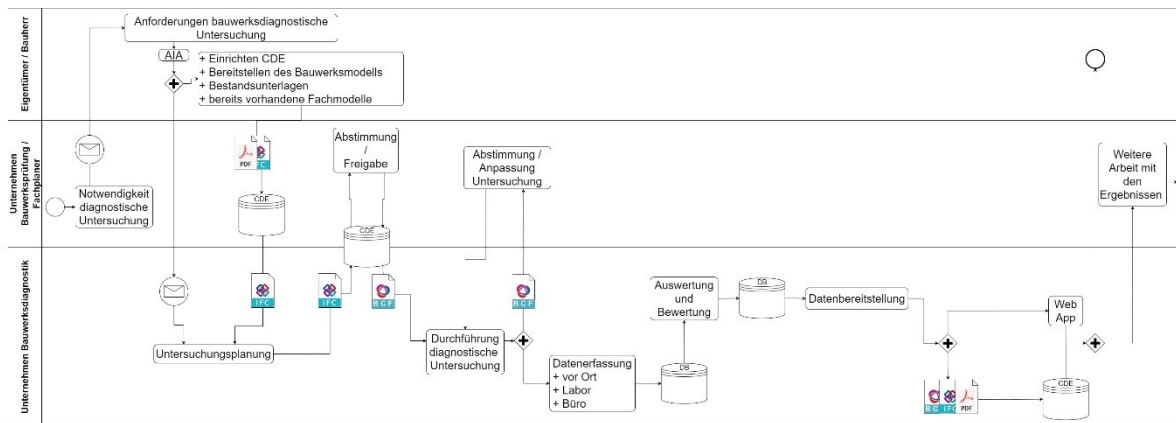 Eigentümer / Bauherr
Anforderungen bauwerksdiagnostische
Untersuchung
AIA
+ Einrichten CDE
+ Bereitstellen des Bauwerksmodells
+ Bestandsunterlagen
+ bereits vorhandene Fachmodelle
Unternehmen
Bauwerksprüfung /
Fachplaner
Notwendigkeit
diagnostische
Untersuchung
PDF
FC
CDE
Abstimmung
/
Freigabe
CDE
Abstimmung /
Anpassung
Untersuchung
Weitere
Arbeit mit
den
Ergebnissen
Unternehmen Bauwerksdiagnostik
IFC
IFC
BCF
BCF
Untersuchungsplanung
Durchführung
diagnostische
Untersuchung
Datenerfassung
+ vor Ort
+ Labor
+ Büro
DB
Auswertung
und
Bewertung
DB
Datenbereitstellung
Web
App
BC
IFC
PDF
CDE